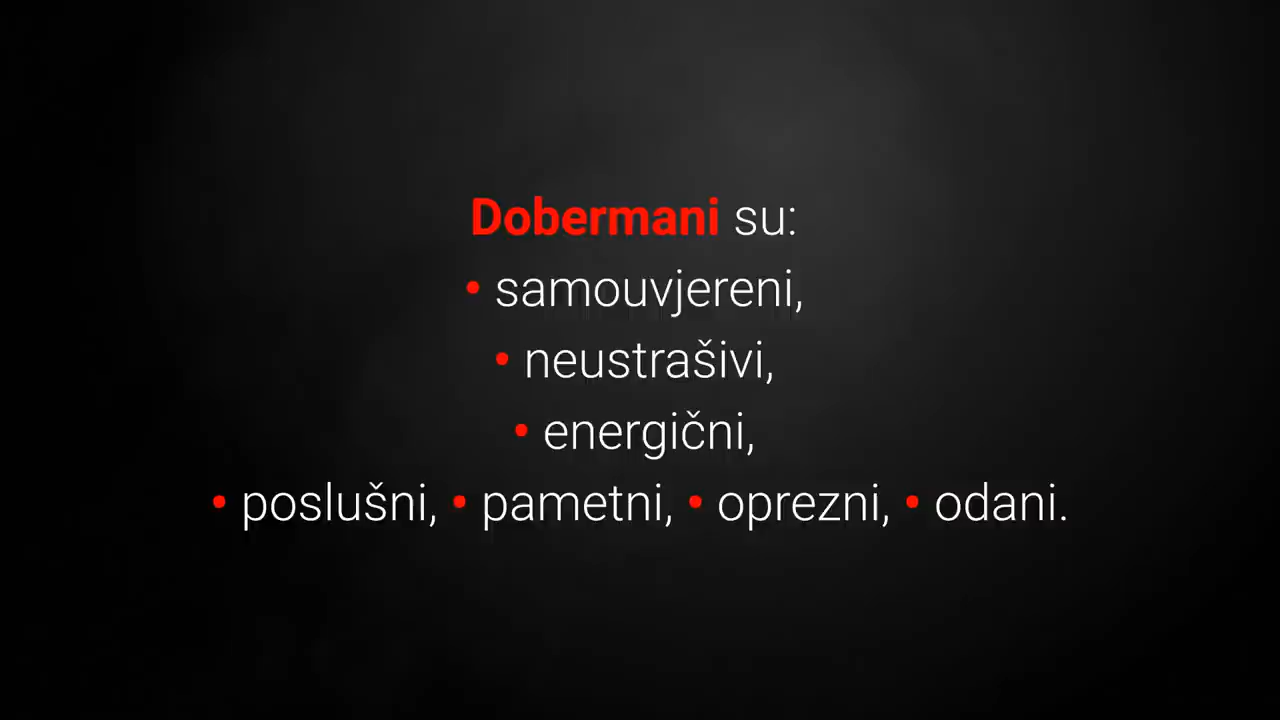 Dobermani su:
• samouvjereni,
• neustrašivi,
• energični,
• poslušni, • pametni, • oprezni, • odani.